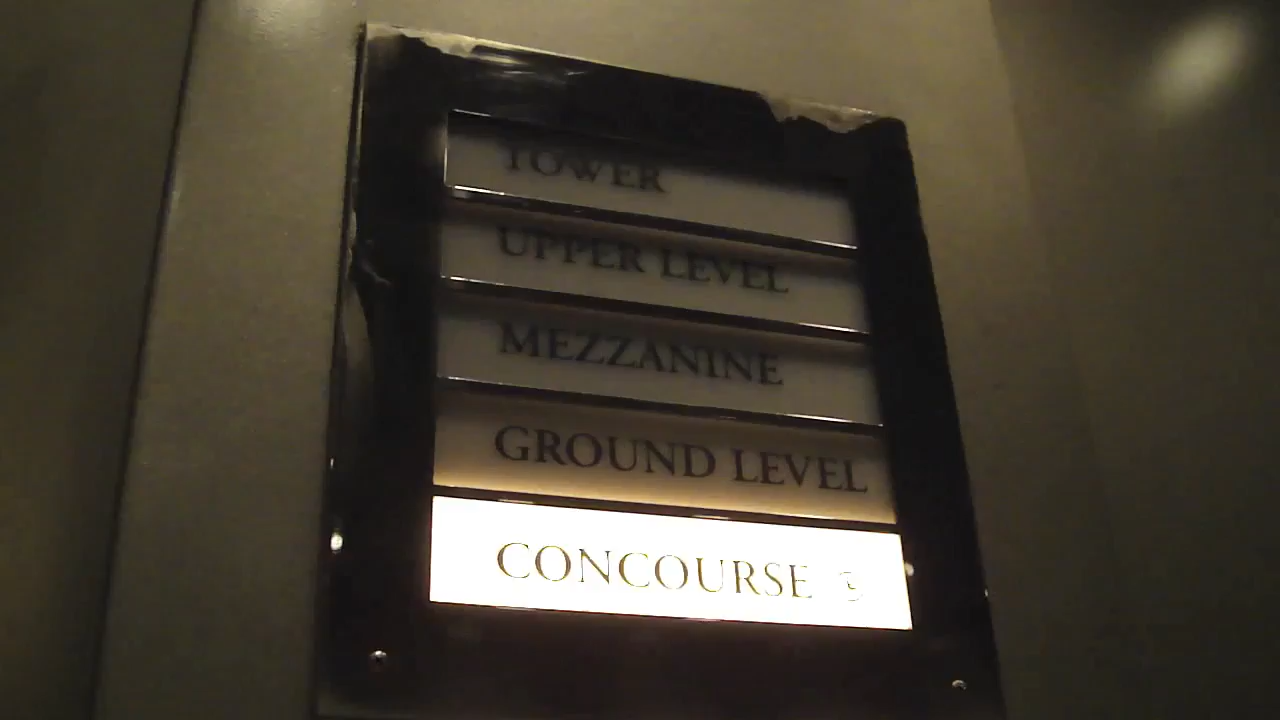 TOWER
UPPER LEVEL
MEZZANINE
GROUND LEVEL
CONCOURSE